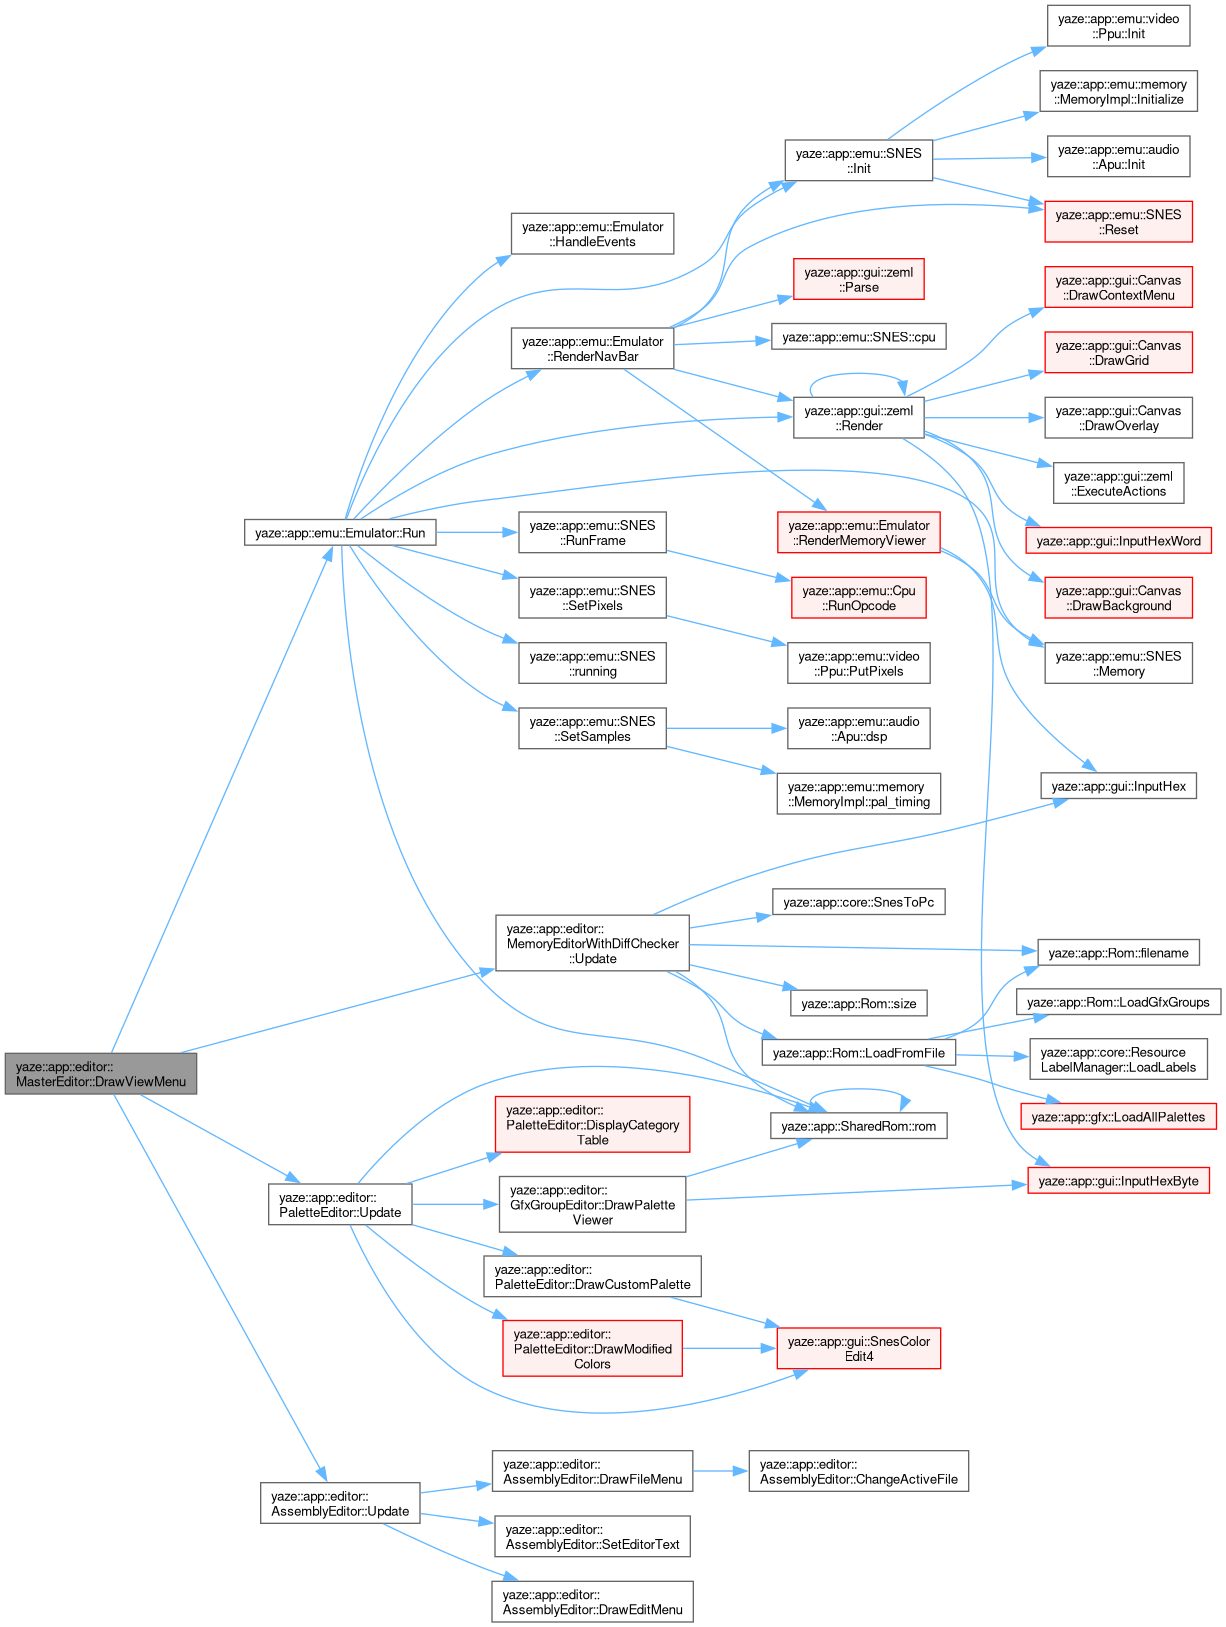 yaze::app::emu::video
::Ppu::Init
yaze::app::emu::memory
::MemoryImpl::Initialize
yaze::app::emu::SNES
::Init
yaze::app::emu::audio
::Apu::Init
yaze::app::emu::SNES
::Reset
yaze::app::emu::Emulator
::HandleEvents
yaze::app::gui::zeml
::Parse
yaze::app::gui::Canvas
::DrawContextMenu
yaze::app::emu::Emulator
::RenderNavBar
yaze::app::emu::SNES::cpu
yaze::app::gui::Canvas
::DrawGrid
yaze::app::gui::zeml
::Render
yaze::app::gui::Canvas
::DrawOverlay
yaze::app::gui::zeml
::ExecuteActions
yaze::app::emu::Emulator::Run
yaze::app::emu::SNES
::RunFrame
yaze::app::emu::Emulator
::RenderMemoryViewer
yaze::app::gui::InputHexWord
yaze::app::emu::SNES
::SetPixels
yaze::app::emu::Cpu
::RunOpcode
yaze::app::gui::Canvas
::DrawBackground
yaze::app::emu::SNES
::running
yaze::app::emu::video
::Ppu::PutPixels
yaze::app::emu::SNES
::Memory
yaze::app::emu::SNES
::SetSamples
yaze::app::emu::audio
::Apu::dsp
yaze::app::emu::memory
::MemoryImpl::pal_timing
yaze::app::gui::InputHex
yaze::app::core::SnesToPc
yaze::app::editor::
MemoryEditorWithDiffChecker
::Update
yaze::app::Rom::filename
yaze::app::Rom::size
yaze::app::Rom::LoadGfxGroups
yaze::app::Rom::LoadFromFile
yaze::app::core::Resource
LabelManager::LoadLabels
yaze::app::editor::
MasterEditor::DrawViewMenu
yaze::app::gfx::LoadAllPalettes
yaze::app::editor::
PaletteEditor::DisplayCategory
Table
yaze::app::SharedRom::rom
yaze::app::gui::InputHexByte
yaze::app::editor::
PaletteEditor::Update
yaze::app::editor::
GfxGroupEditor::DrawPalette
Viewer
yaze::app::editor::
PaletteEditor::DrawCustomPalette
yaze::app::editor::
PaletteEditor::DrawModified
Colors
yaze::app::gui::SnesColor
Edit4
yaze::app::editor::
AssemblyEditor::Update
yaze::app::editor::
AssemblyEditor::DrawFileMenu
yaze::app::editor::
AssemblyEditor::ChangeActiveFile
yaze::app::editor::
AssemblyEditor::SetEditorText
yaze::app::editor::
AssemblyEditor::DrawEditMenu